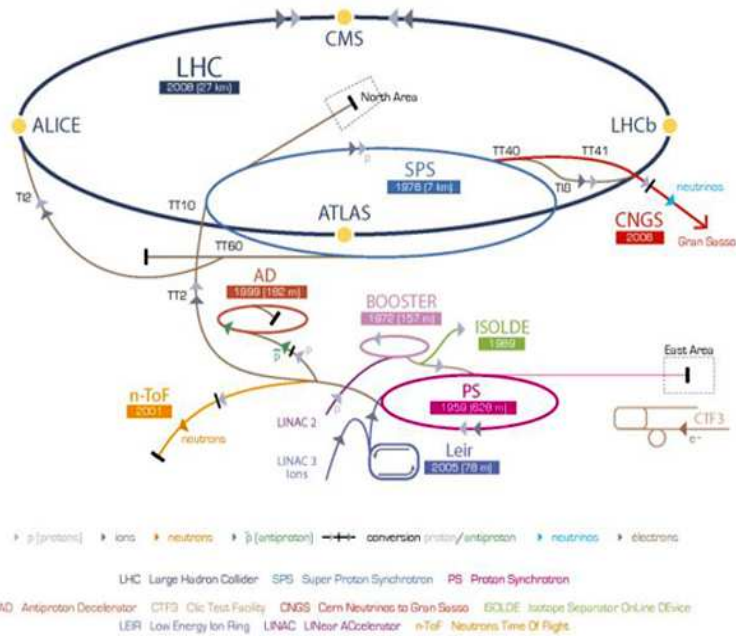 CMS
LHC
2008 (27 km)
North Area
ALICE
LHCb
TT40
TT41
SPS
1976 (7 km)
TI8
TI2
TT10
neutrinos
ATLAS
CNGS
2006
Gran Sasso
TT60
AD
1999 (182 m)
TT2
BOOSTER
1972 (157 m)
ISOLDE
1989
p̄
p
East Area
n-ToF
2001
PS
1959 (628 m)
LINAC 2
neutrons
CTF3
e-
LINAC 3
Ions
Leir
2005 (78 m)
p (protons) ions neutrons p̄ (antiproton) conversion proton/antiproton neutrinos électrons
LHC Large Hadron Collider SPS Super Proton Synchrotron PS Proton Synchrotron
AD Antiproton Decelerator CTF3 Clic Test Facility CNGS Cern Neutrinos to Gran Sasso ISOLDE Isotope Separator OnLine DEvice
LEIR Low Energy Ion Ring LINAC LINear ACcelerator n-ToF Neutrons Time Of Flight